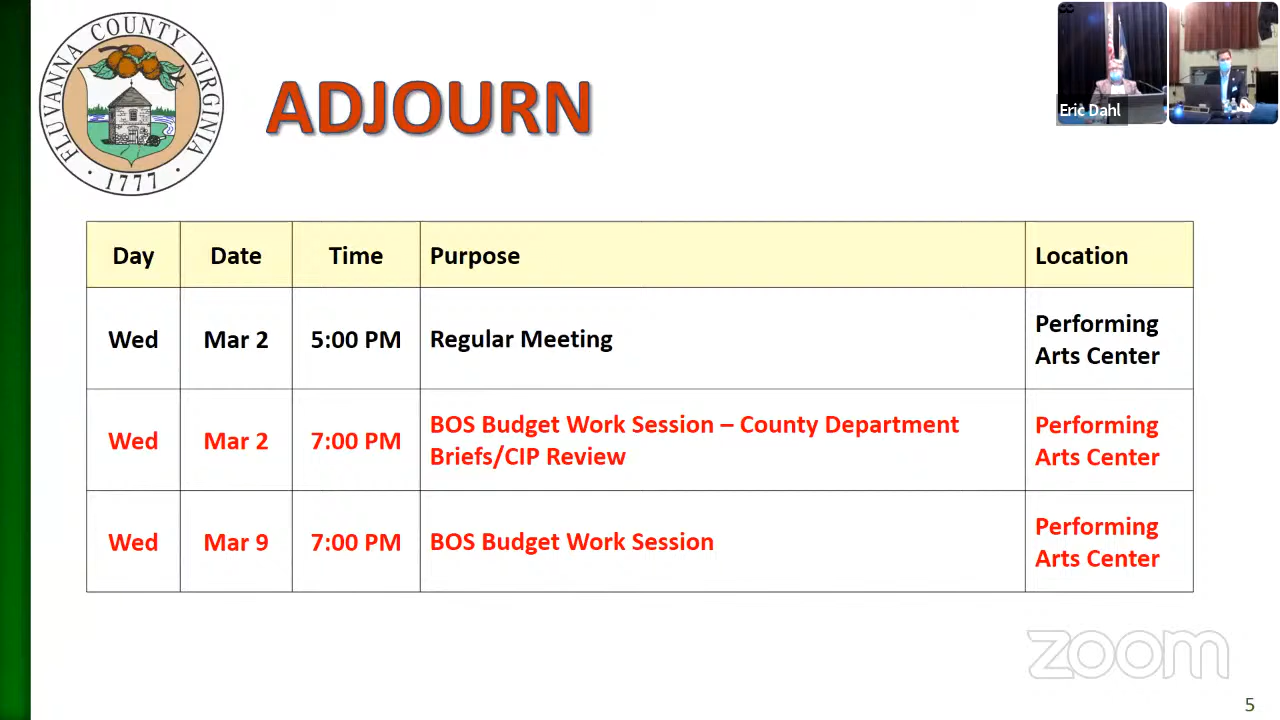 FLUVANNA COUNTY VIRGINIA
1777
ADJOURN
Eric Dahl
Day Date Time Purpose Location
Wed Mar 2 5:00 PM Regular Meeting Performing
Arts Center
Wed Mar 2 7:00 PM BOS Budget Work Session – County Department Performing
Briefs/CIP Review Arts Center
Wed Mar 9 7:00 PM BOS Budget Work Session Performing
Arts Center
zoom
5